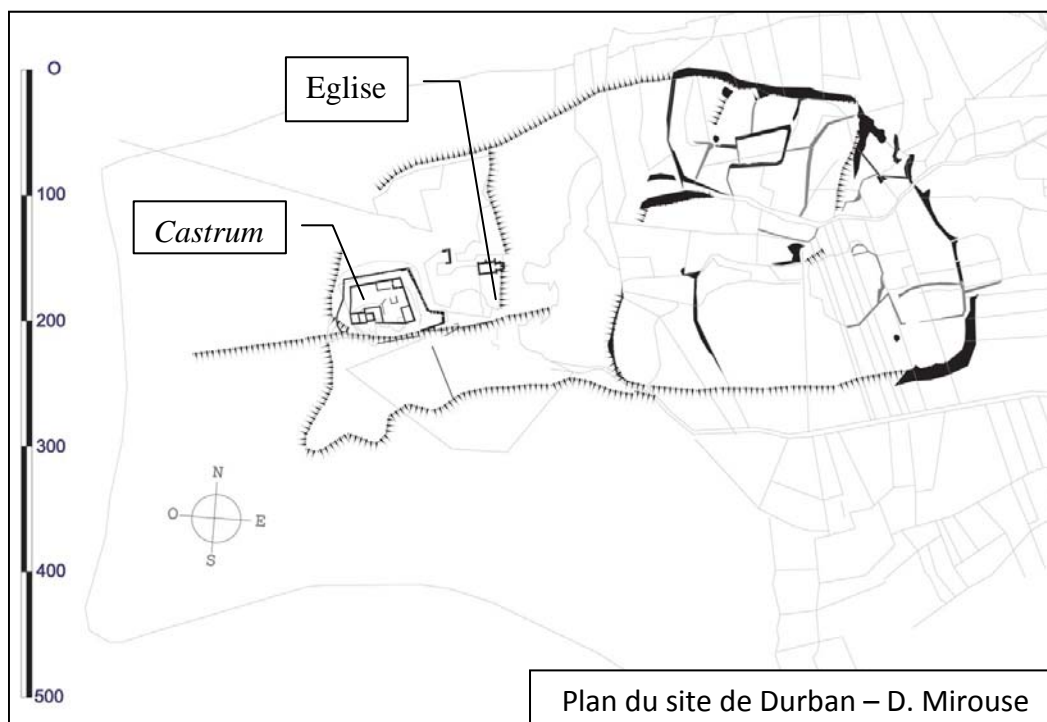 0
Eglise
100
Castrum
200
300
N
O
E
S
400
500
Plan du site de Durban – D. Mirouse